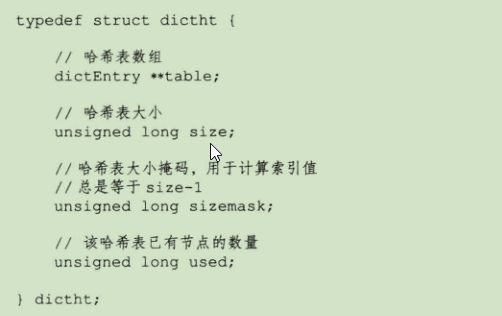 typedef struct dictht {
// 哈希表数组
dictEntry **table;
// 哈希表大小
unsigned long size;
// 哈希表大小掩码，用于计算索引值
// 总是等于 size-1
unsigned long sizemask;
// 该哈希表已有节点的数量
unsigned long used;
} dictht;